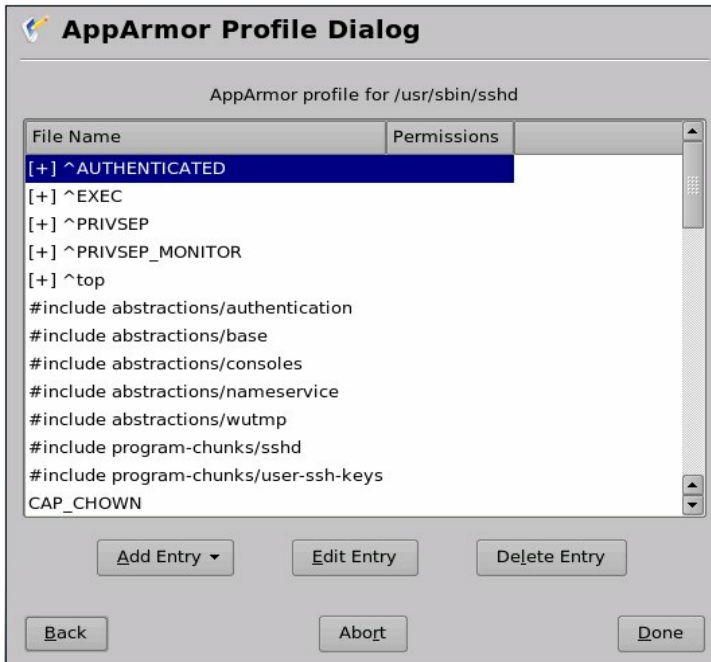 AppArmor Profile Dialog
AppArmor profile for /usr/sbin/sshd
File Name Permissions
[+] ^AUTHENTICATED
[+] ^EXEC
[+] ^PRIVSEP
[+] ^PRIVSEP_MONITOR
[+] ^top
#include abstractions/authentication
#include abstractions/base
#include abstractions/consoles
#include abstractions/nameservice
#include abstractions/wutmp
#include program-chunks/sshd
#include program-chunks/user-ssh-keys
CAP_CHOWN
Add Entry Edit Entry Delete Entry
Back Abort Done